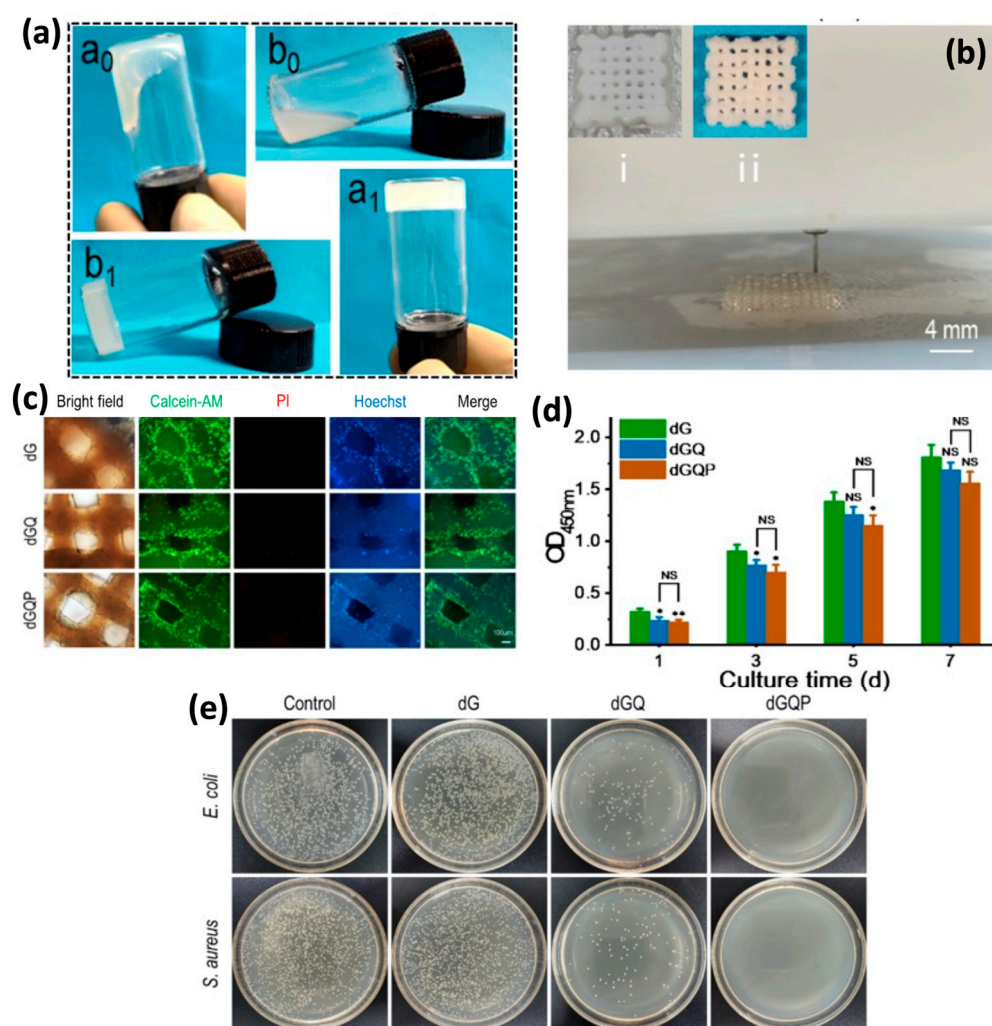 (a)
a0
b0
b1
a1
(b)
i
ii
4 mm
(c)
Bright field
Calcein-AM
PI
Hoechst
Merge
dG
dGQ
dGQP
100μm
(d)
dG
dGQ
dGQP
OD450nm
2.0
1.5
1.0
0.5
0.0
NS
*
**
NS
*
*
NS
NS
*
NS
NS
NS
1
3
5
7
Culture time (d)
(e)
Control
dG
dGQ
dGQP
E. coli
S. aureus